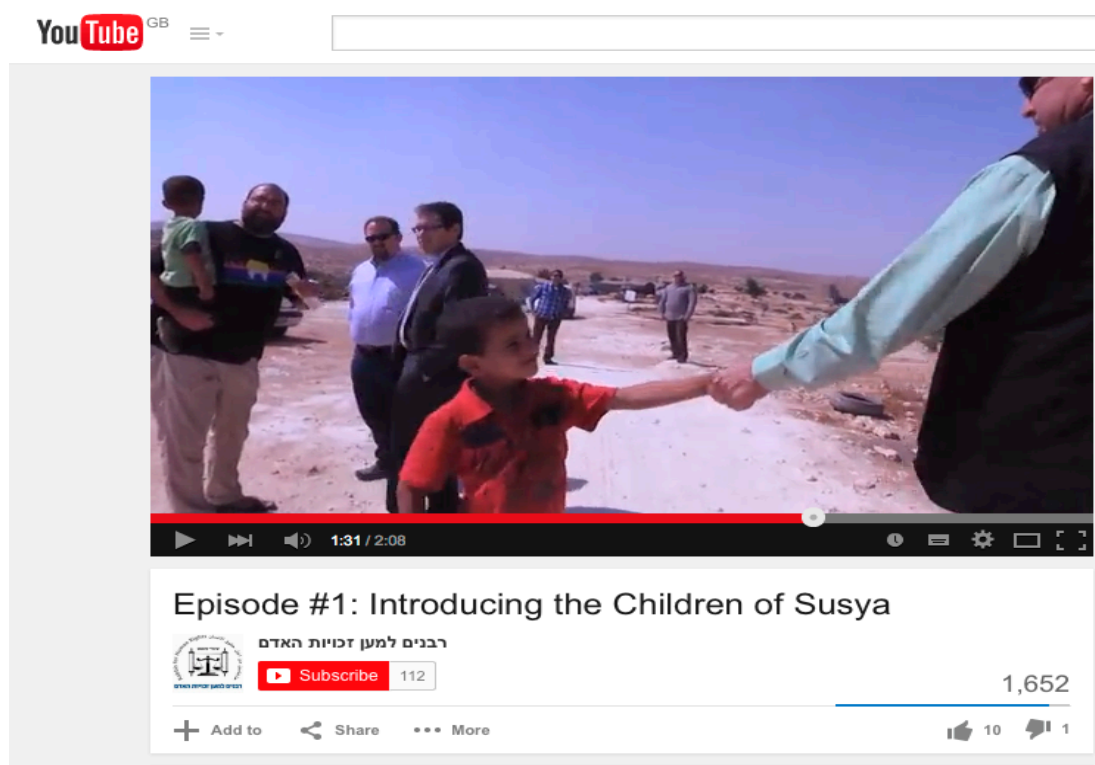 YouTube GB
1:31 / 2:08
Episode #1: Introducing the Children of Susya
רבנים למען זכויות האדם
Subscribe 112
1,652
Add to Share More 10 1